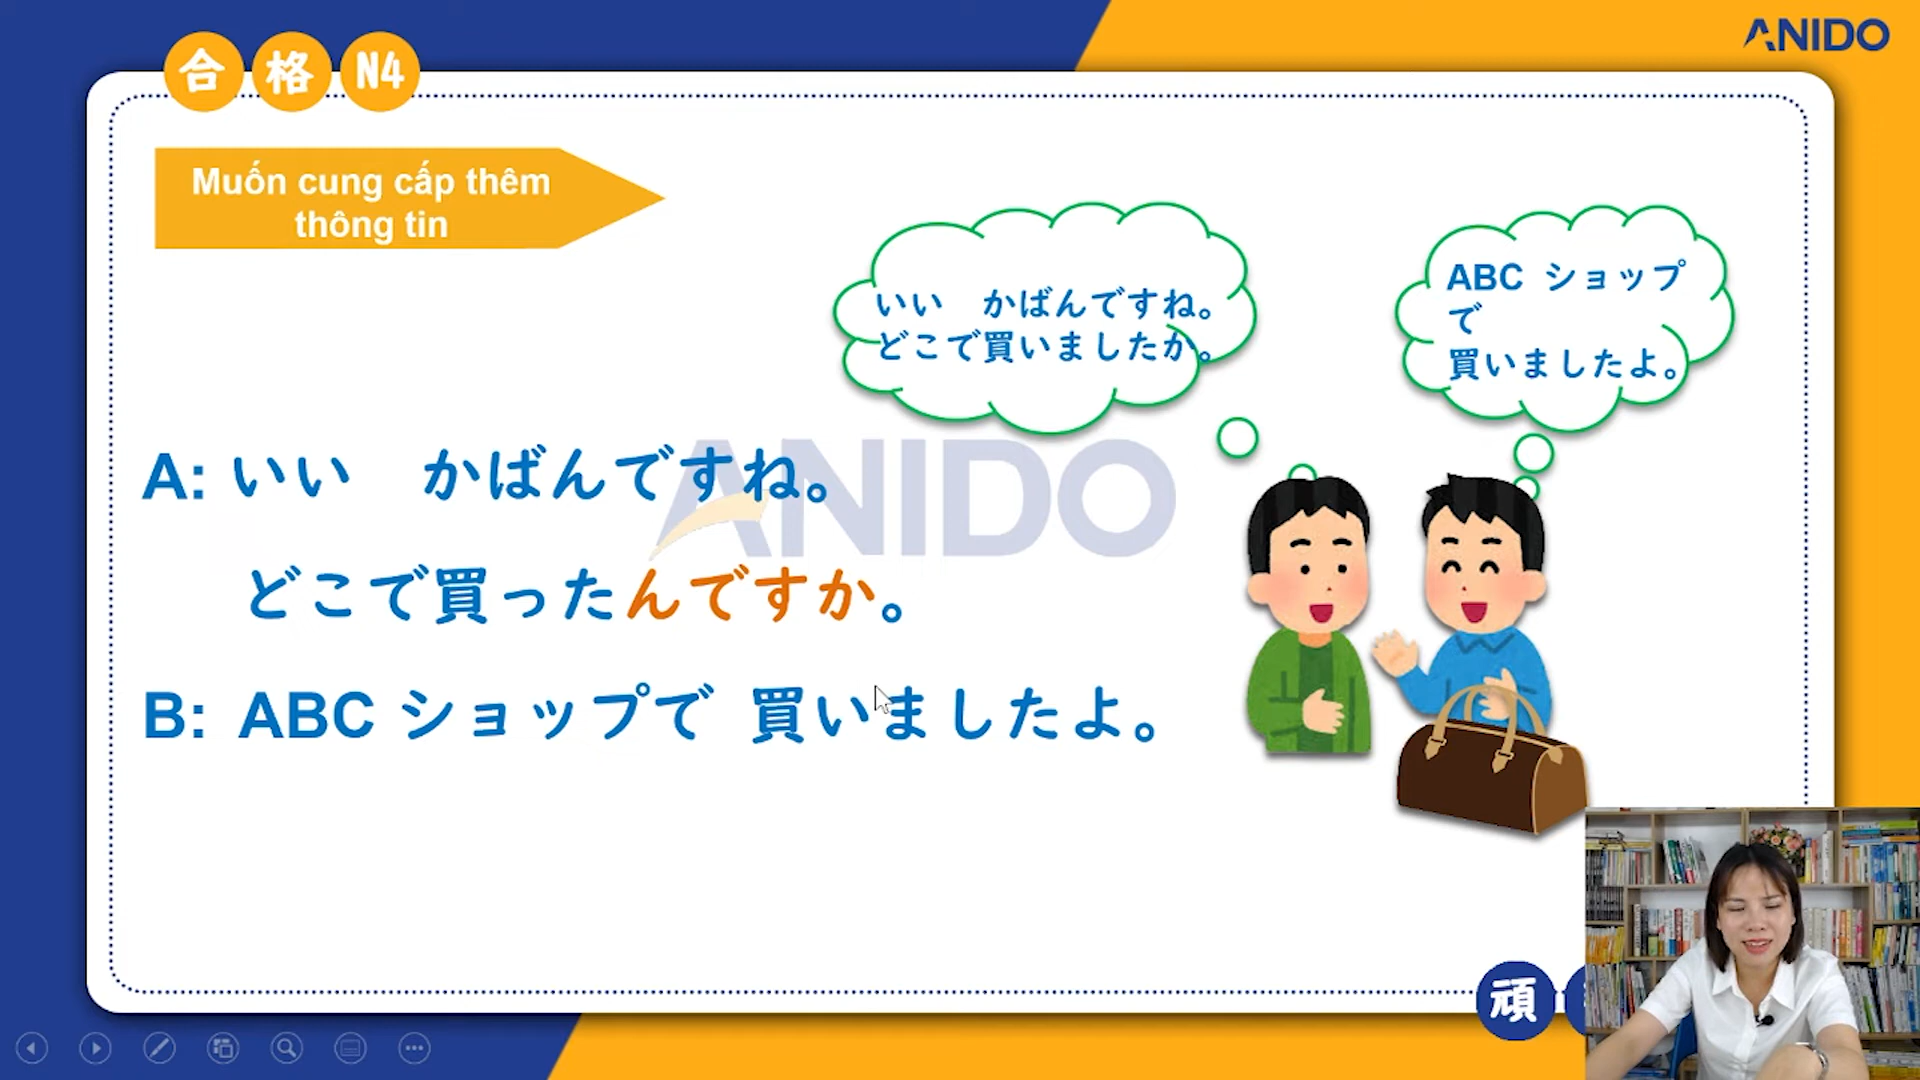 ANIDO
合 格 N4
Muốn cung cấp thêm
thông tin
いい　かばんですね。
どこで買いましたか。
ABC ショップ
で
買いましたよ。
A: いい　かばんですね。
どこで買ったんですか。
B: ABC ショップで 買いましたよ。
ANIDO
頑